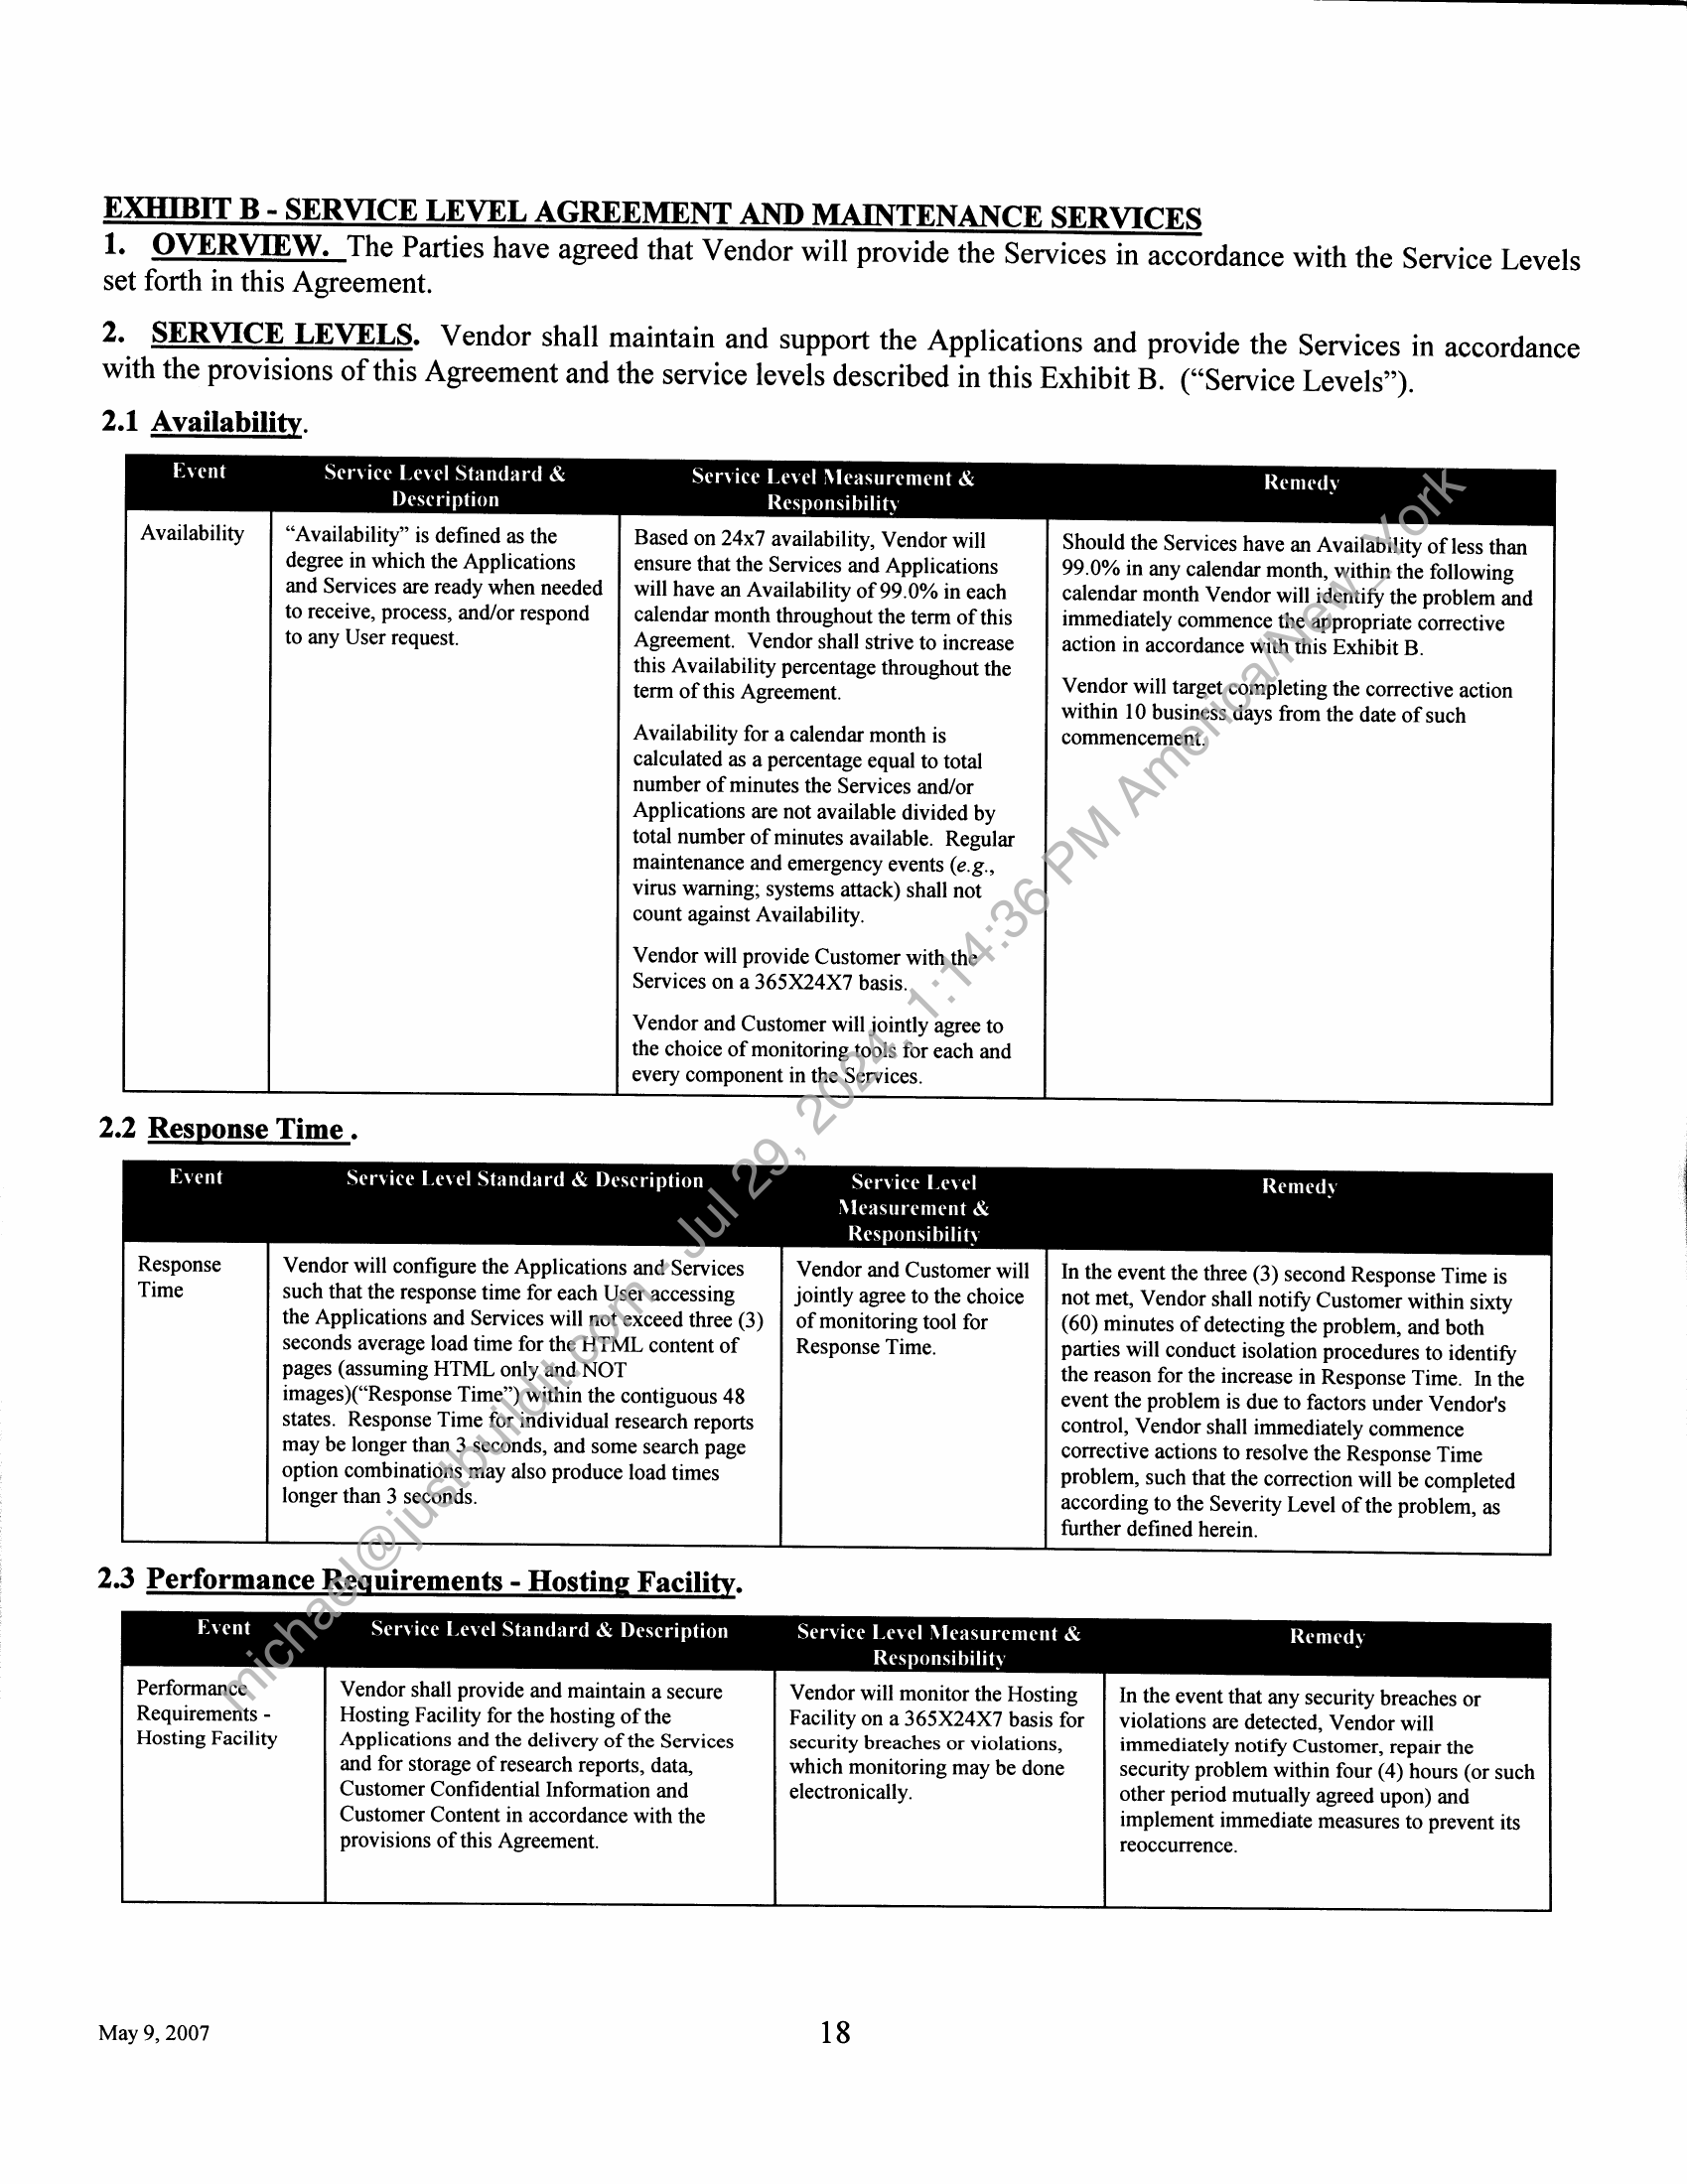 EXHIBIT B - SERVICE LEVEL AGREEMENT AND MAINTENANCE SERVICES
1. OVERVIEW. The Parties have agreed that Vendor will provide the Services in accordance with the Service Levels
set forth in this Agreement.
2. SERVICE LEVELS. Vendor shall maintain and support the Applications and provide the Services in accordance
with the provisions of this Agreement and the service levels described in this Exhibit B. (“Service Levels”).
2.1 Availability.
Event
Service Level Standard &
Description
Service Level Measurement &
Responsibility
Remedy
Availability
“Availability” is defined as the
degree in which the Applications
and Services are ready when needed
to receive, process, and/or respond
to any User request.
Based on 24x7 availability, Vendor will
ensure that the Services and Applications
will have an Availability of 99.0% in each
calendar month throughout the term of this
Agreement. Vendor shall strive to increase
this Availability percentage throughout the
term of this Agreement.
Availability for a calendar month is
calculated as a percentage equal to total
number of minutes the Services and/or
Applications are not available divided by
total number of minutes available. Regular
maintenance and emergency events (e.g.,
virus warning; systems attack) shall not
count against Availability.
Vendor will provide Customer with the
Services on a 365X24X7 basis.
Vendor and Customer will jointly agree to
the choice of monitoring tools for each and
every component in the Services.
Should the Services have an Availability of less than
99.0% in any calendar month, within the following
calendar month Vendor will identify the problem and
immediately commence the appropriate corrective
action in accordance with this Exhibit B.
Vendor will target completing the corrective action
within 10 business days from the date of such
commencement.
2.2 Response Time .
Event
Service Level Standard & Description
Service Level
Measurement &
Responsibility
Remedy
Response
Time
Vendor will configure the Applications and Services
such that the response time for each User accessing
the Applications and Services will not exceed three (3)
seconds average load time for the HTML content of
pages (assuming HTML only and NOT
images)(“Response Time”) within the contiguous 48
states. Response Time for individual research reports
may be longer than 3 seconds, and some search page
option combinations may also produce load times
longer than 3 seconds.
Vendor and Customer will
jointly agree to the choice
of monitoring tool for
Response Time.
In the event the three (3) second Response Time is
not met, Vendor shall notify Customer within sixty
(60) minutes of detecting the problem, and both
parties will conduct isolation procedures to identify
the reason for the increase in Response Time. In the
event the problem is due to factors under Vendor's
control, Vendor shall immediately commence
corrective actions to resolve the Response Time
problem, such that the correction will be completed
according to the Severity Level of the problem, as
further defined herein.
2.3 Performance Requirements - Hosting Facility.
Event
Service Level Standard & Description
Service Level Measurement &
Responsibility
Remedy
Performance
Requirements -
Hosting Facility
Vendor shall provide and maintain a secure
Hosting Facility for the hosting of the
Applications and the delivery of the Services
and for storage of research reports, data,
Customer Confidential Information and
Customer Content in accordance with the
provisions of this Agreement.
Vendor will monitor the Hosting
Facility on a 365X24X7 basis for
security breaches or violations,
which monitoring may be done
electronically.
In the event that any security breaches or
violations are detected, Vendor will
immediately notify Customer, repair the
security problem within four (4) hours (or such
other period mutually agreed upon) and
implement immediate measures to prevent its
reoccurrence.
May 9, 2007
18
michael@justbuildit.com - Jul 29, 2024, 1:14:36 PM America/New_York